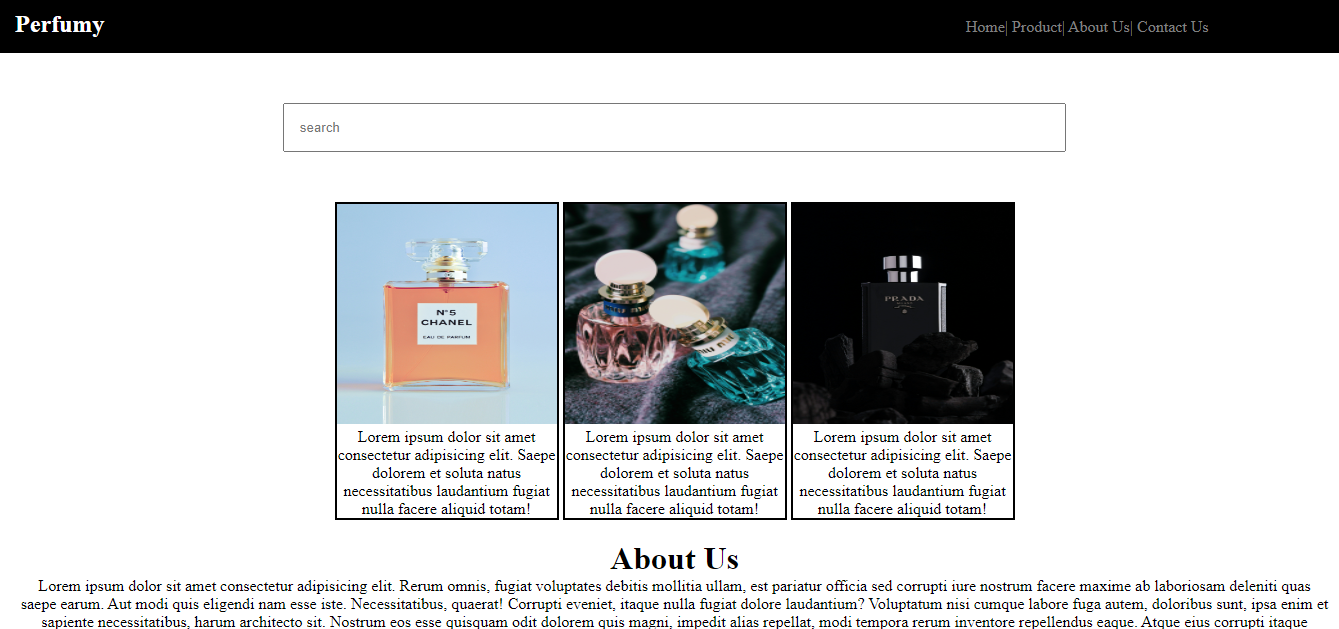 Perfumy
Home| Product| About Us| Contact Us
search
N°5
CHANEL
EAU DE PARFUM
PRADA
Lorem ipsum dolor sit amet
consectetur adipisicing elit. Saepe
dolorem et soluta natus
necessitatibus laudantium fugiat
nulla facere aliquid totam!
Lorem ipsum dolor sit amet
consectetur adipisicing elit. Saepe
dolorem et soluta natus
necessitatibus laudantium fugiat
nulla facere aliquid totam!
Lorem ipsum dolor sit amet
consectetur adipisicing elit. Saepe
dolorem et soluta natus
necessitatibus laudantium fugiat
nulla facere aliquid totam!
About Us
Lorem ipsum dolor sit amet consectetur adipisicing elit. Rerum omnis, fugiat voluptates debitis mollitia ullam, est pariatur officia sed corrupti iure nostrum facere maxime ab laboriosam deleniti quas
saepe earum. Aut modi quis eligendi nam esse iste. Necessitatibus, quaerat! Corrupti eveniet, itaque nulla fugiat dolore laudantium? Voluptatum nisi cumque labore fuga autem, doloribus sunt, ipsa enim et
sapiente necessitatibus, harum architecto sit. Nostrum eos esse quisquam odit dolorem quis magni, impedit alias repellat, modi tempora rerum inventore repellendus eaque. Atque eius corrupti itaque